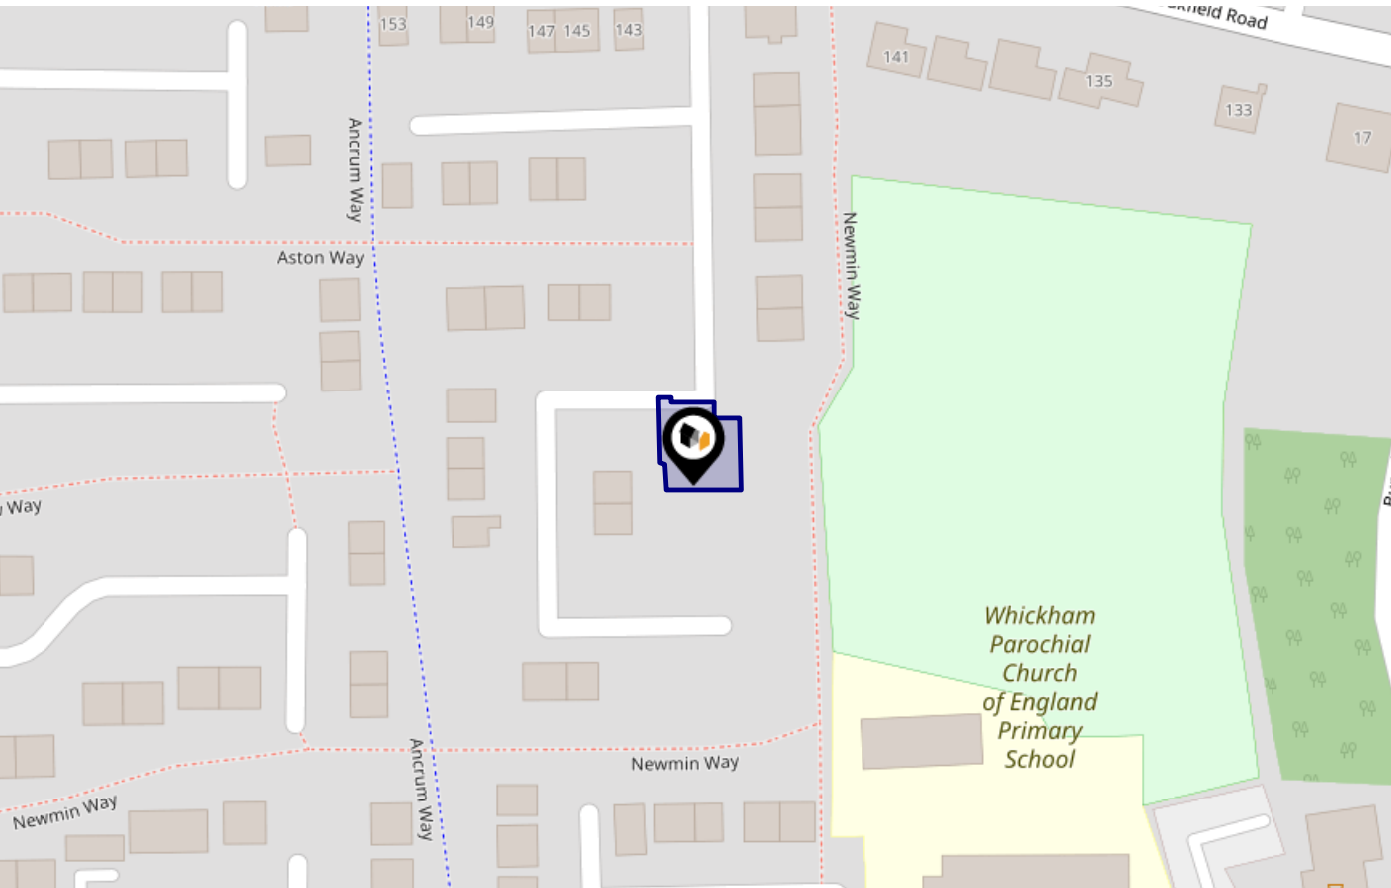 153
149
147
145
143
Road
141
135
133
17
Ancrum Way
Newmin Way
Aston Way
Way
Whickham
Parochial
Church
of England
Primary
School
Newmin Way
Ancrum Way
Newmin Way